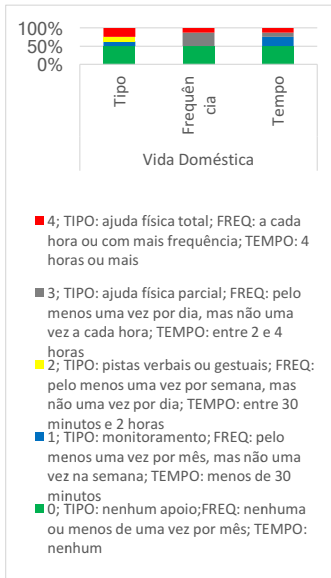 100%
50%
0%
Tipo
Frequên
cia
Tempo
Vida Doméstica
4; TIPO: ajuda física total; FREQ: a cada
hora ou com mais frequência; TEMPO: 4
horas ou mais
3; TIPO: ajuda física parcial; FREQ: pelo
menos uma vez por dia, mas não uma
vez a cada hora; TEMPO: entre 2 e 4
horas
2; TIPO: pistas verbais ou gestuais; FREQ:
pelo menos uma vez por semana, mas
não uma vez por dia; TEMPO: entre 30
minutos e 2 horas
1; TIPO: monitoramento; FREQ: pelo
menos uma vez por mês, mas não uma
vez na semana; TEMPO: menos de 30
minutos
0; TIPO: nenhum apoio;FREQ: nenhuma
ou menos de uma vez por mês; TEMPO:
nenhum